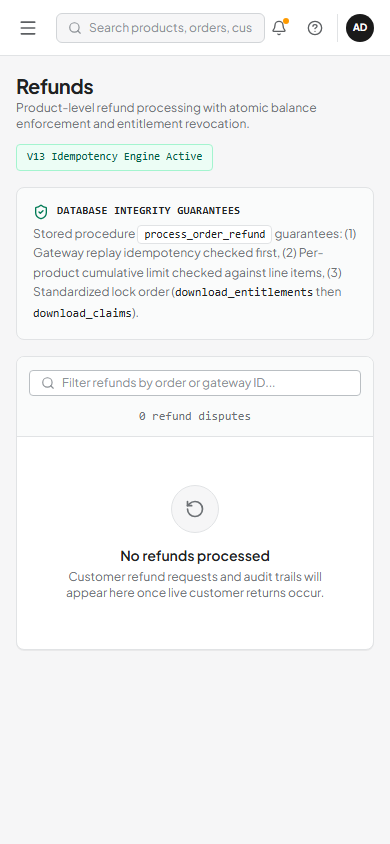 Search products, orders, cus
AD
Refunds
Product-level refund processing with atomic balance
enforcement and entitlement revocation.
V13 Idempotency Engine Active
DATABASE INTEGRITY GUARANTEES
Stored procedure process_order_refund guarantees: (1)
Gateway replay idempotency checked first, (2) Per-
product cumulative limit checked against line items, (3)
Standardized lock order (download_entitlements then
download_claims).
Filter refunds by order or gateway ID...
0 refund disputes
No refunds processed
Customer refund requests and audit trails will
appear here once live customer returns occur.